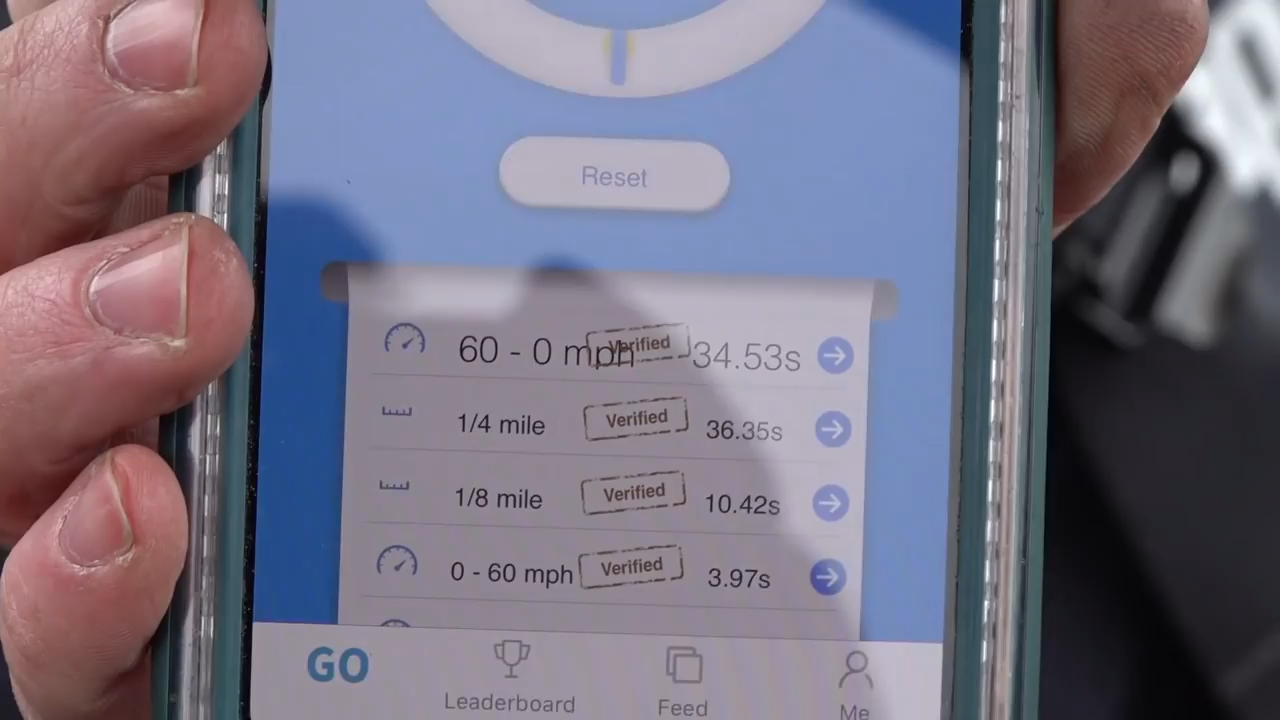 Reset
60 - 0 mph Verified 34.53s
1/4 mile Verified 36.35s
1/8 mile Verified 10.42s
0 - 60 mph Verified 3.97s
GO Leaderboard Feed Me